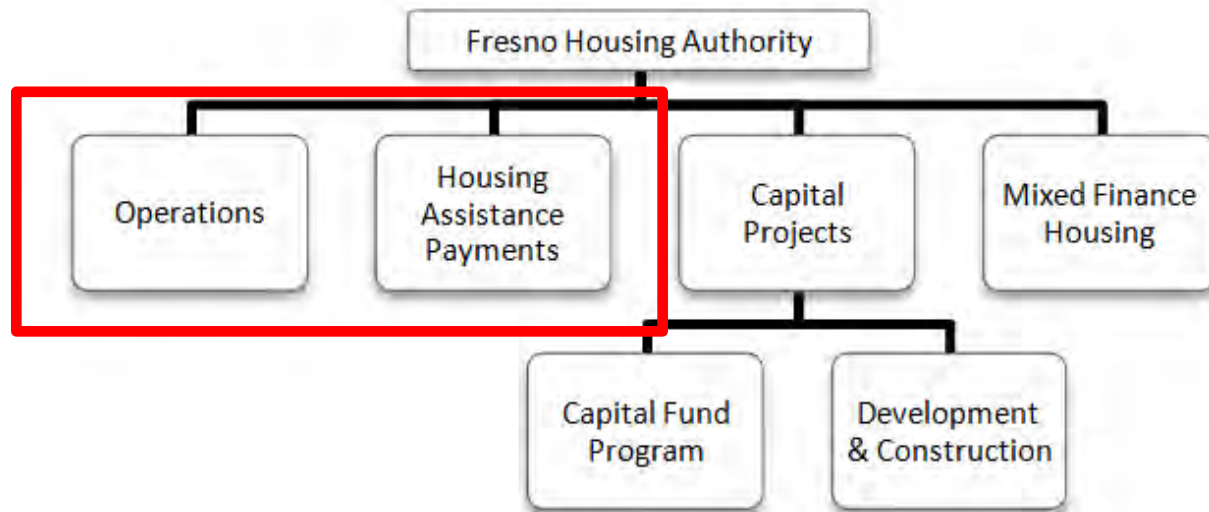 Fresno Housing Authority
Operations
Housing
Assistance
Payments
Capital
Projects
Mixed Finance
Housing
Capital Fund
Program
Development
& Construction